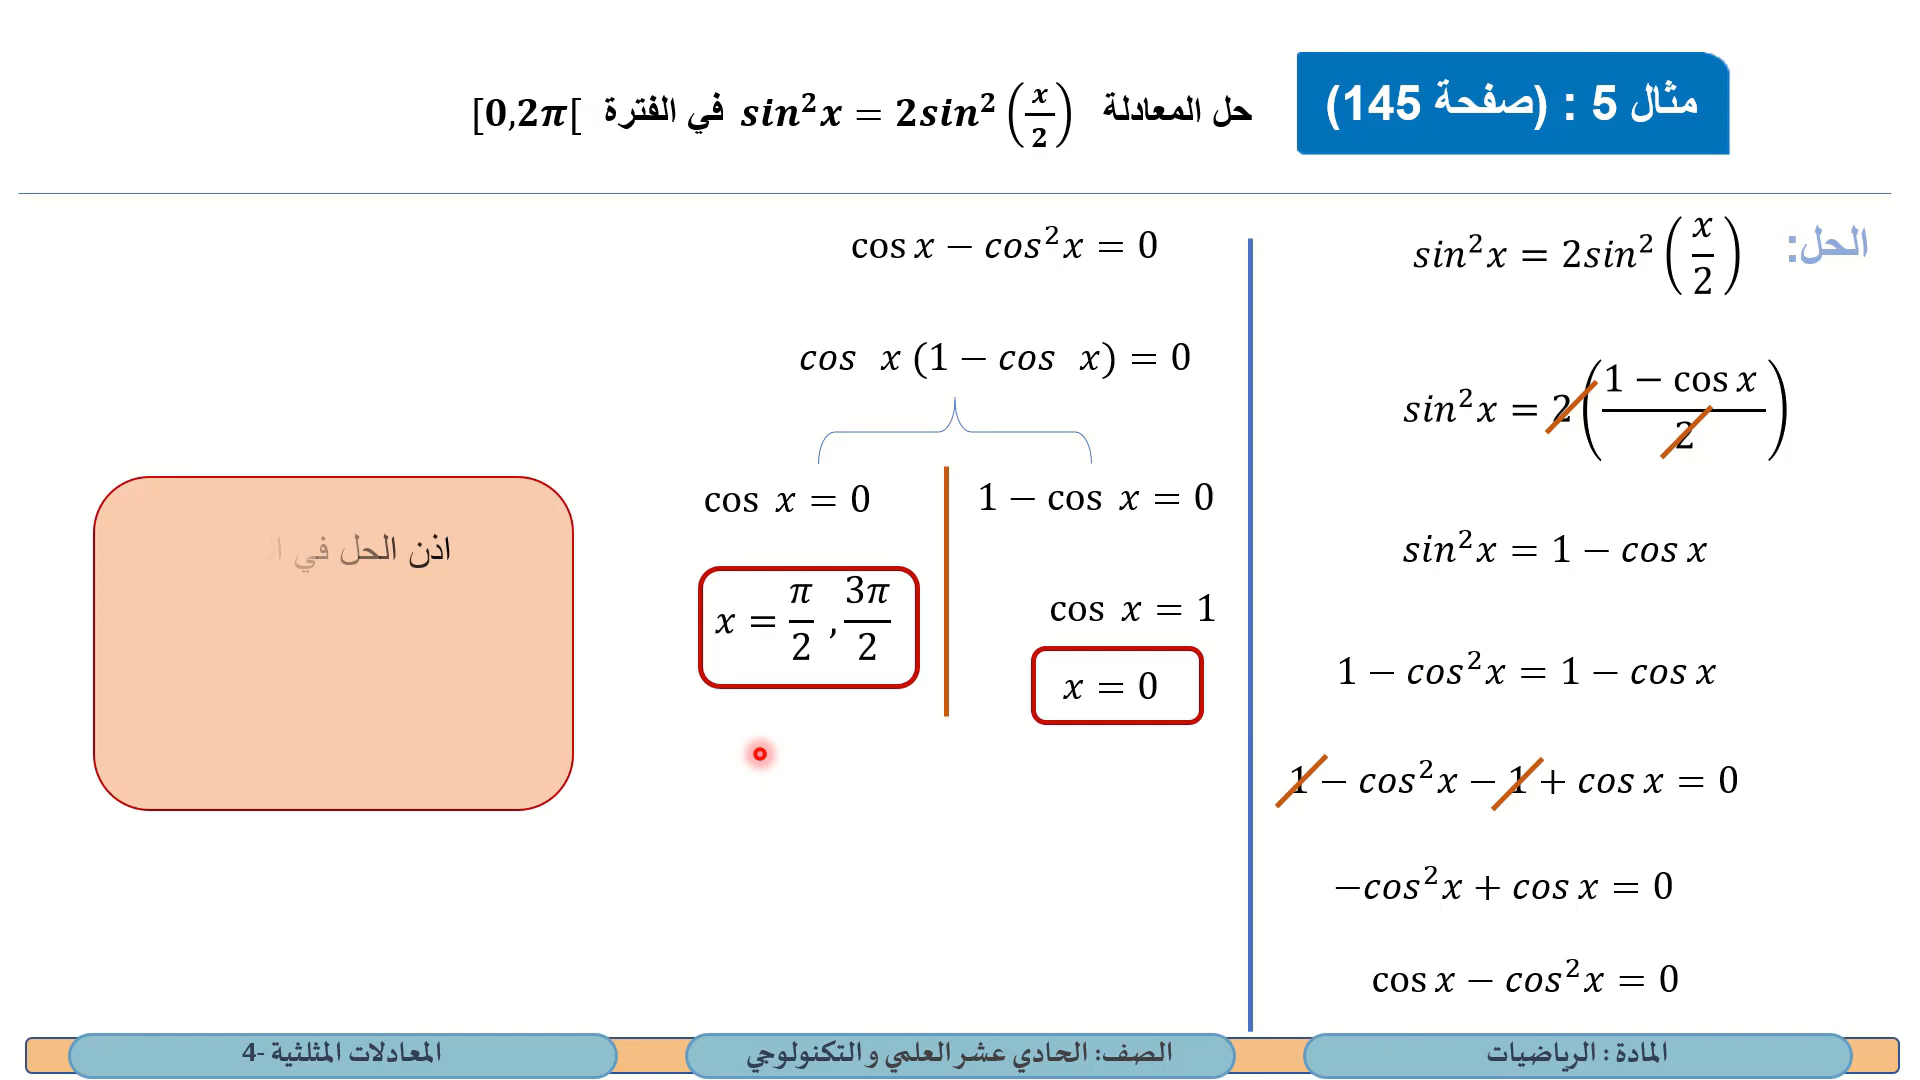 مثال 5 : (صفحة 145)
حل المعادلة sin²x = 2sin²(x/2) في الفترة [0,2π[
الحل:
sin²x = 2sin²(x/2)
sin²x = 2((1 − cos x)/2)
sin²x = 1 − cos x
1 − cos²x = 1 − cos x
1 − cos²x − 1 + cos x = 0
−cos²x + cos x = 0
cos x − cos²x = 0
cos x − cos²x = 0
cos x (1 − cos x) = 0
1 − cos x = 0
cos x = 1
x = 0
cos x = 0
x = π/2 , 3π/2
اذن الحل في
المادة : الرياضيات
الصف: الحادي عشر العلمي و التكنولوجي
المعادلات المثلثية -4